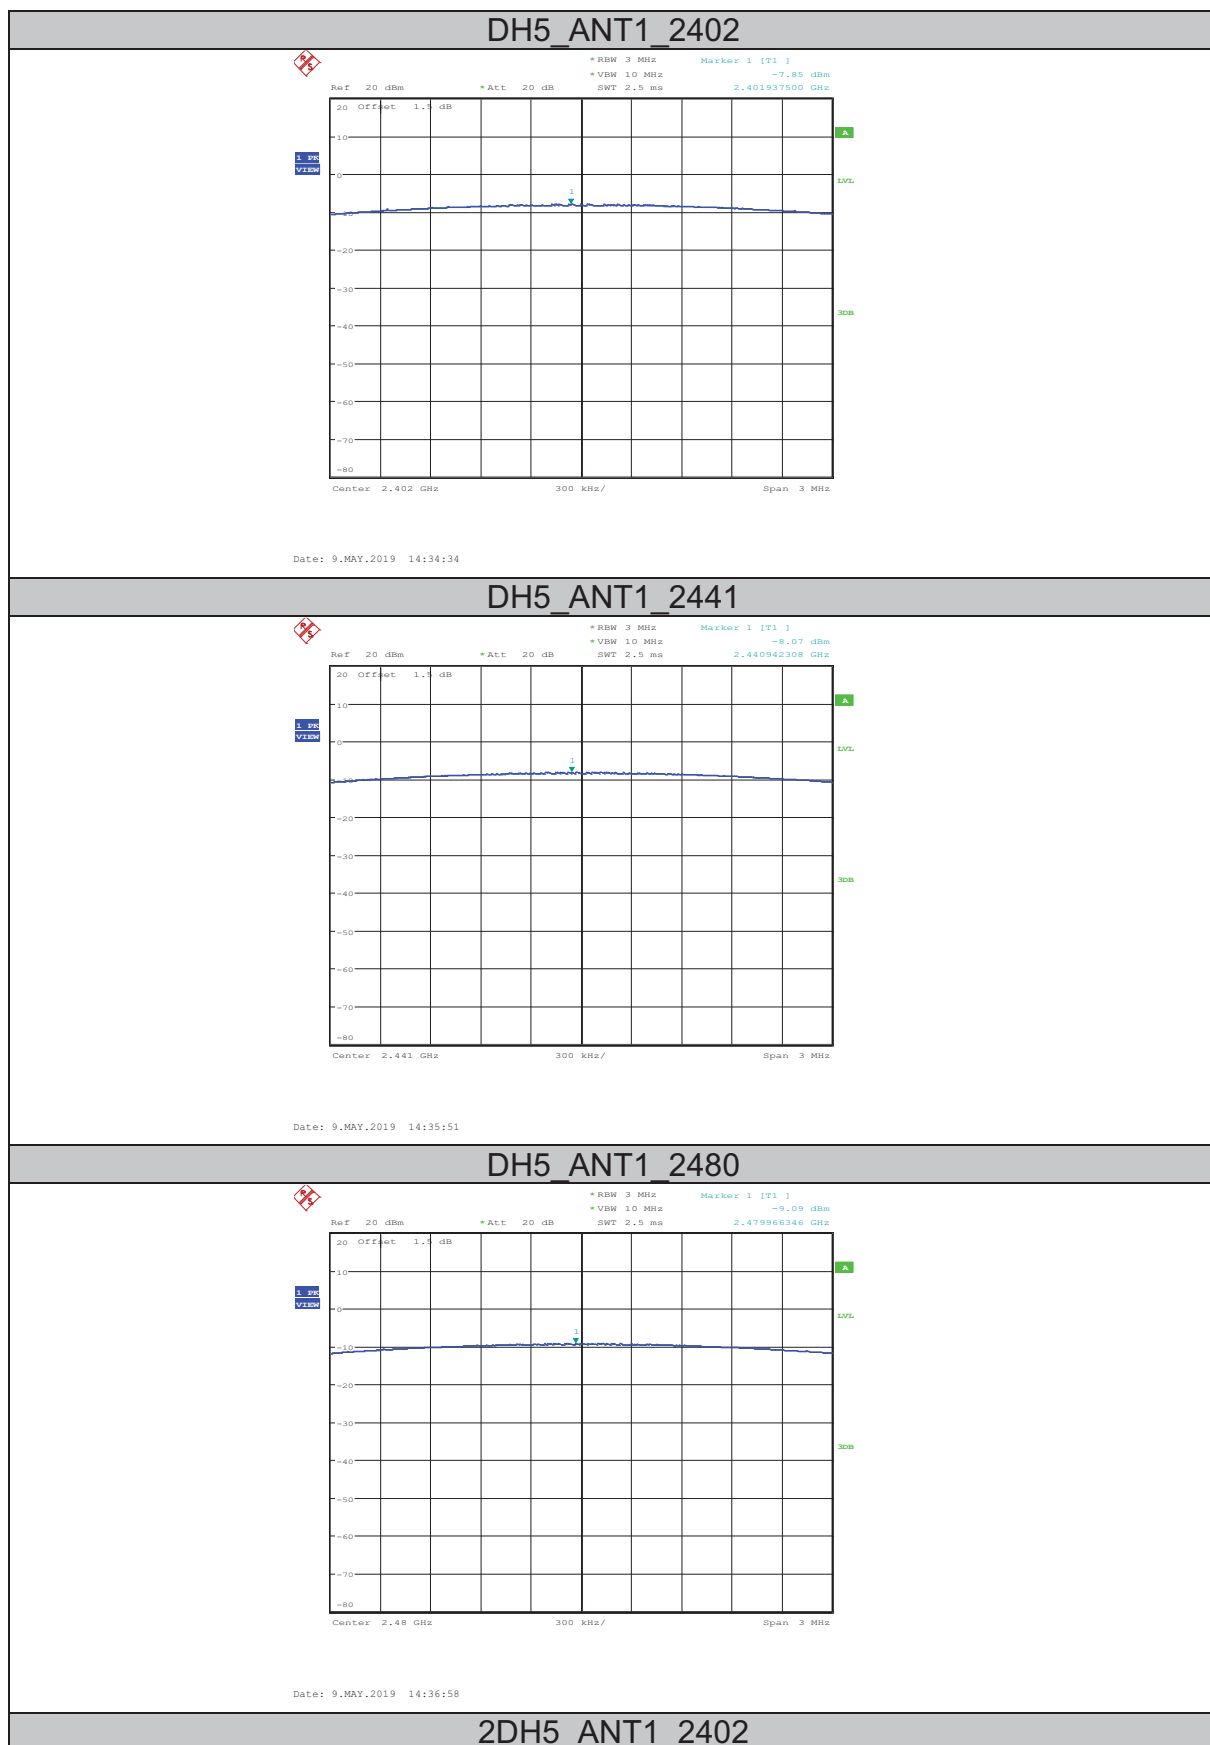 DH5_ANT1_2402
R S
*RBW 3 MHz Marker 1 [T1 ]
*VBW 10 MHz -7.85 dBm
Ref 20 dBm *Att 20 dB SWT 2.5 ms 2.401937500 GHz
20 Offset 1.5 dB
A
10
1 PK
VIEW
0
LVL
1
-10
-20
-30
3DB
-40
-50
-60
-70
-80
Center 2.402 GHz 300 kHz/ Span 3 MHz
Date: 9.MAY.2019 14:34:34
DH5_ANT1_2441
R S
*RBW 3 MHz Marker 1 [T1 ]
*VBW 10 MHz -8.07 dBm
Ref 20 dBm *Att 20 dB SWT 2.5 ms 2.440942308 GHz
20 Offset 1.5 dB
A
10
1 PK
VIEW
0
LVL
1
-10
-20
-30
3DB
-40
-50
-60
-70
-80
Center 2.441 GHz 300 kHz/ Span 3 MHz
Date: 9.MAY.2019 14:35:51
DH5_ANT1_2480
R S
*RBW 3 MHz Marker 1 [T1 ]
*VBW 10 MHz -9.09 dBm
Ref 20 dBm *Att 20 dB SWT 2.5 ms 2.479966346 GHz
20 Offset 1.5 dB
A
10
1 PK
VIEW
0
LVL
1
-10
-20
-30
3DB
-40
-50
-60
-70
-80
Center 2.48 GHz 300 kHz/ Span 3 MHz
Date: 9.MAY.2019 14:36:58
2DH5_ANT1_2402